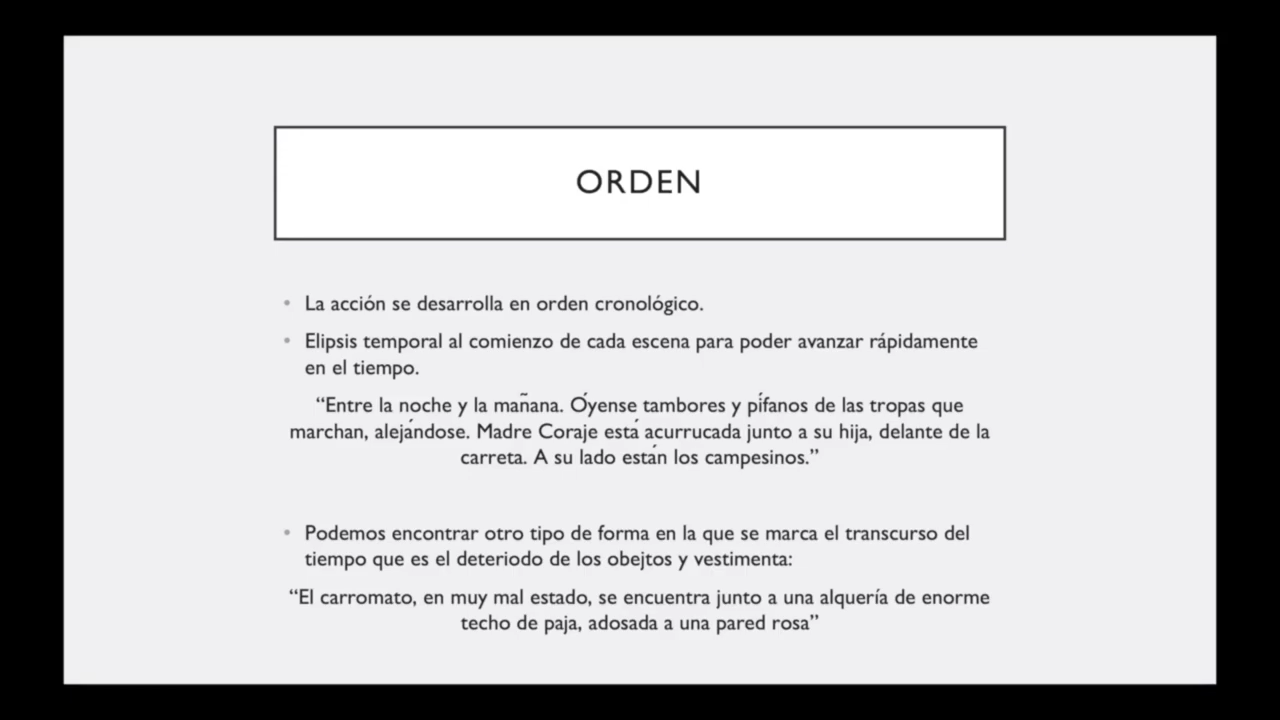 ORDEN
• La acción se desarrolla en orden cronológico.
• Elipsis temporal al comienzo de cada escena para poder avanzar rápidamente
en el tiempo.
“Entre la noche y la mañana. Óyense tambores y pífanos de las tropas que
marchan, alejándose. Madre Coraje está acurrucada junto a su hija, delante de la
carreta. A su lado están los campesinos.”
• Podemos encontrar otro tipo de forma en la que se marca el transcurso del
tiempo que es el deteriodo de los obejtos y vestimenta:
“El carromato, en muy mal estado, se encuentra junto a una alquería de enorme
techo de paja, adosada a una pared rosa”